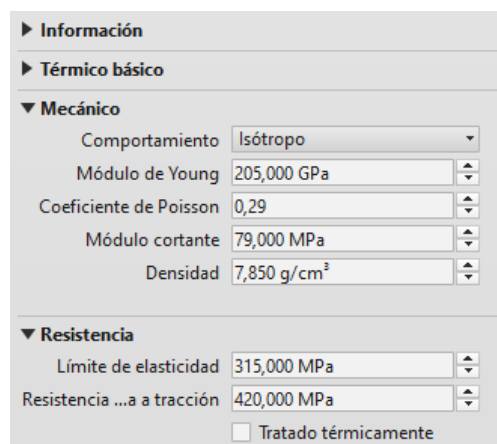 Información
Térmico básico
Mecánico
Comportamiento Isótropo
Módulo de Young 205,000 GPa
Coeficiente de Poisson 0,29
Módulo cortante 79,000 MPa
Densidad 7,850 g/cm³
Resistencia
Límite de elasticidad 315,000 MPa
Resistencia ...a a tracción 420,000 MPa
Tratado térmicamente